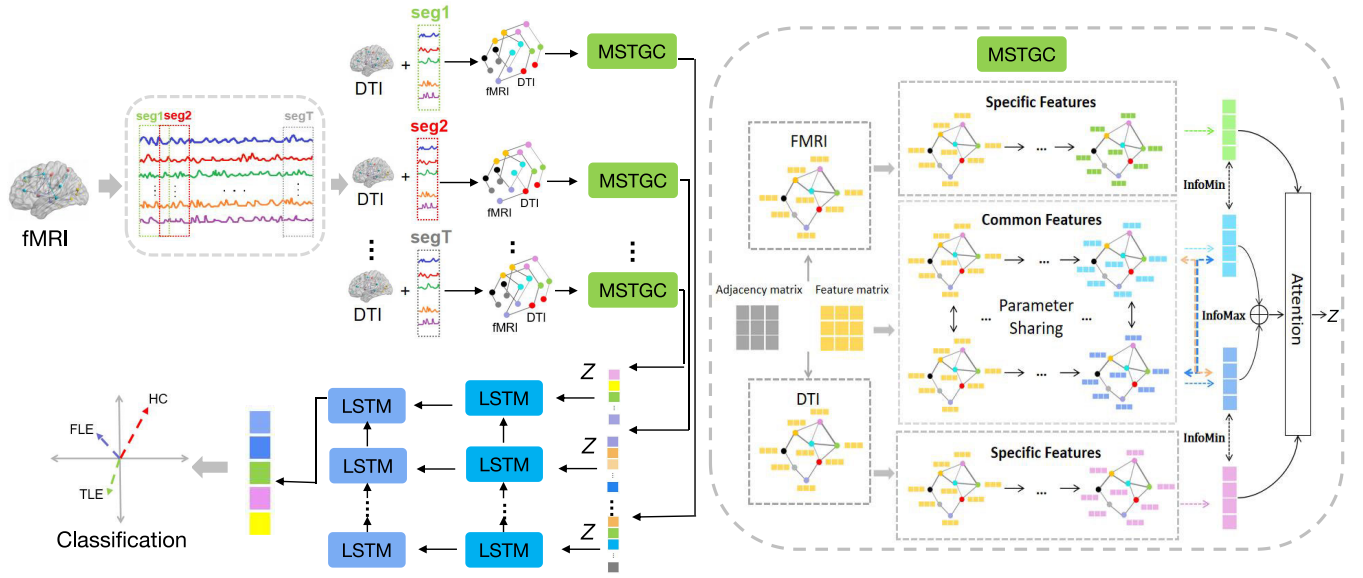 fMRI
seg1
seg2
segT
seg1
DTI
+
fMRI
DTI
MSTGC
seg2
DTI
+
fMRI
DTI
MSTGC
segT
DTI
+
fMRI
DTI
MSTGC
Z
Z
Z
LSTM
LSTM
LSTM
LSTM
LSTM
LSTM
HC
FLE
TLE
Classification
MSTGC
FMRI
Adjacency matrix
Feature matrix
DTI
Specific Features
...
Common Features
...
... Parameter ...
Sharing
...
Specific Features
...
InfoMin
InfoMax
InfoMin
Attention
Z